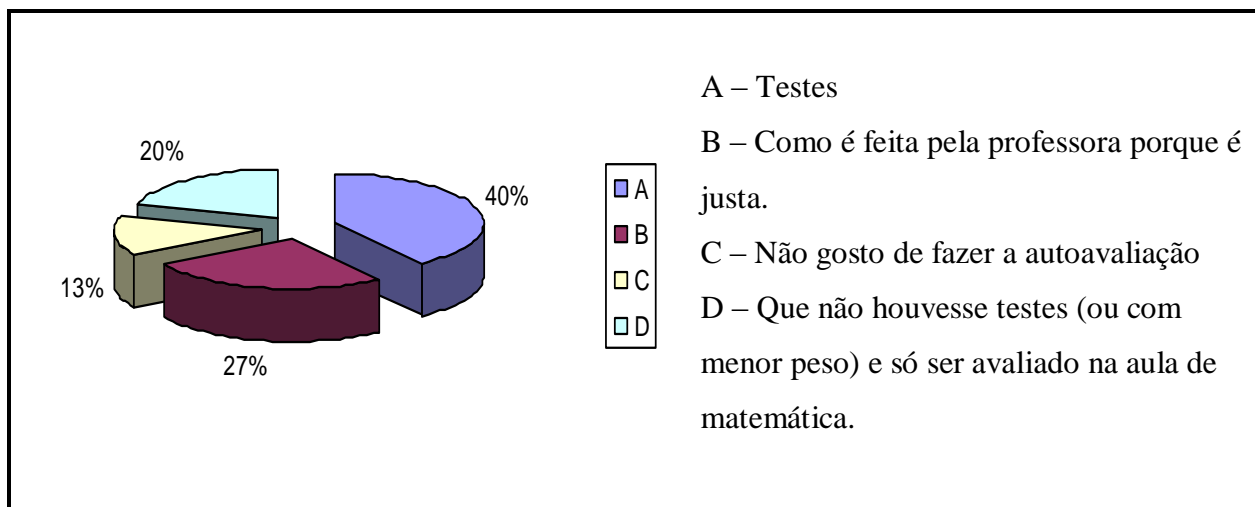 20%
40%
13%
27%
A
B
C
D
A – Testes
B – Como é feita pela professora porque é
justa.
C – Não gosto de fazer a autoavaliação
D – Que não houvesse testes (ou com
menor peso) e só ser avaliado na aula de
matemática.